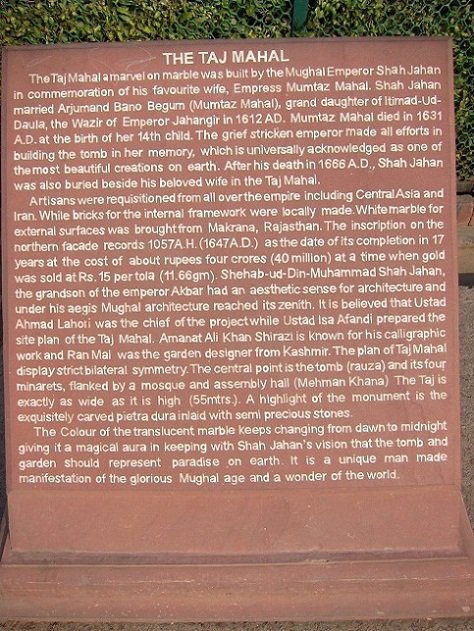 THE TAJ MAHAL
The Taj Mahal a marvel on marble was built by the Mughal Emperor Shah Jahan
in commemoration of his favourite wife, Empress Mumtaz Mahal. Shah Jahan
married Arjumand Bano Begum (Mumtaz Mahal), grand daughter of Itimad-Ud-
Daula, the Wazir of Emperor Jahangir in 1612 AD. Mumtaz Mahal died in 1631
A.D. at the birth of her 14th child. The grief stricken emperor made all efforts in
building the tomb in her memory, which is universally acknowledged as one of
the most beautiful creations on earth. After his death in 1666 A.D., Shah Jahan
was also buried beside his beloved wife in the Taj Mahal.
Artisans were requisitioned from all over the empire including Central Asia and
Iran. While bricks for the internal framework were locally made. White marble for
external surfaces was brought from Makrana, Rajasthan. The inscription on the
northern facade records 1057 A.H. (1647 A.D.) as the date of its completion in 17
years at the cost of about rupees four crores (40 million) at a time when gold
was sold at Rs. 15 per tola (11.66gm). Shehab-ud-Din-Muhammad Shah Jahan,
the grandson of the emperor Akbar had an aesthetic sense for architecture and
under his aegis Mughal architecture reached its zenith. It is believed that Ustad
Ahmad Lahori was the chief of the project while Ustad Isa Afandi prepared the
site plan of the Taj Mahal. Amanat Ali Khan Shirazi is known for his calligraphic
work and Ran Mal was the garden designer from Kashmir. The plan of Taj Mahal
display strict bilateral symmetry. The central point is the tomb (rauza) and its four
minarets, flanked by a mosque and assembly hall (Mehman Khana) The Taj is
exactly as wide as it is high (55mtrs.). A highlight of the monument is the
exquisitely carved pietra dura inlaid with semi precious stones.
The Colour of the translucent marble keeps changing from dawn to midnight
giving it a magical aura in keeping with Shah Jahan's vision that the tomb and
garden should represent paradise on earth. It is a unique man made
manifestation of the glorious Mughal age and a wonder of the world.